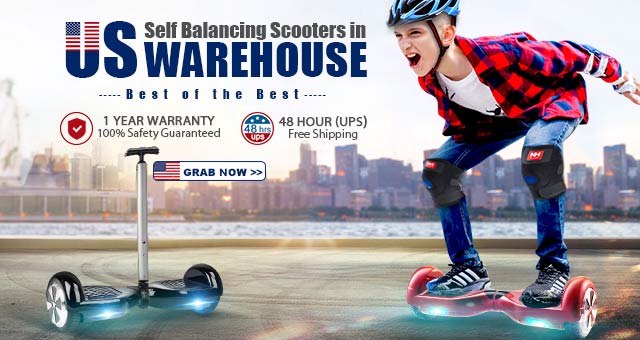 Self Balancing Scooters in
US WAREHOUSE
Best of the Best
1 YEAR WARRANTY
100% Safety Guaranteed
48 hrs
ups
48 HOUR (UPS)
Free Shipping
GRAB NOW >>